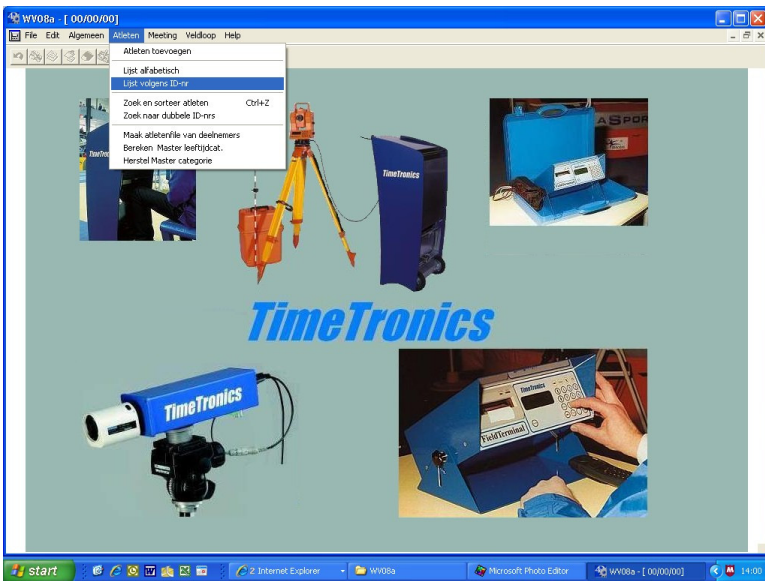 WV08a - [ 00/00/00]
File Edit Algemeen Atleten Meeting Veldloop Help
Atleten toevoegen
Lijst alfabetisch
Lijst volgens ID-nr
Zoek en sorteer atleten Ctrl+Z
Zoek naar dubbele ID-nrs
Maak atletenfile van deelnemers
Bereken Master leeftijdcat.
Herstel Master categorie
TimeTronics
ASPOR
TimeTronics
TimeTronics
TimeTronics
TimeTronics
FieldTerminal
start 2 Internet Explorer WV08a Microsoft Photo Editor WV08a - [ 00/00/00] 14:00